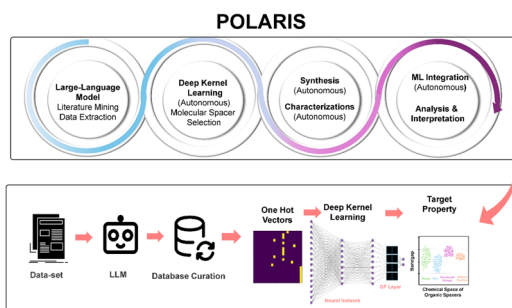 POLARIS
Large-Language
Model
Literature Mining
Data Extraction
Deep Kernel
Learning
(Autonomous)
Molecular Spacer
Selection
Synthesis
(Autonomous)
Characterizations
(Autonomous)
ML Integration
(Autonomous)
Analysis &
Interpretation
Data-set
LLM
Database Curation
One Hot
Vectors
Deep Kernel
Learning
Neural Network
GP Layer
Target
Property
Bandgap
Chemical Space of
Organic Spacers